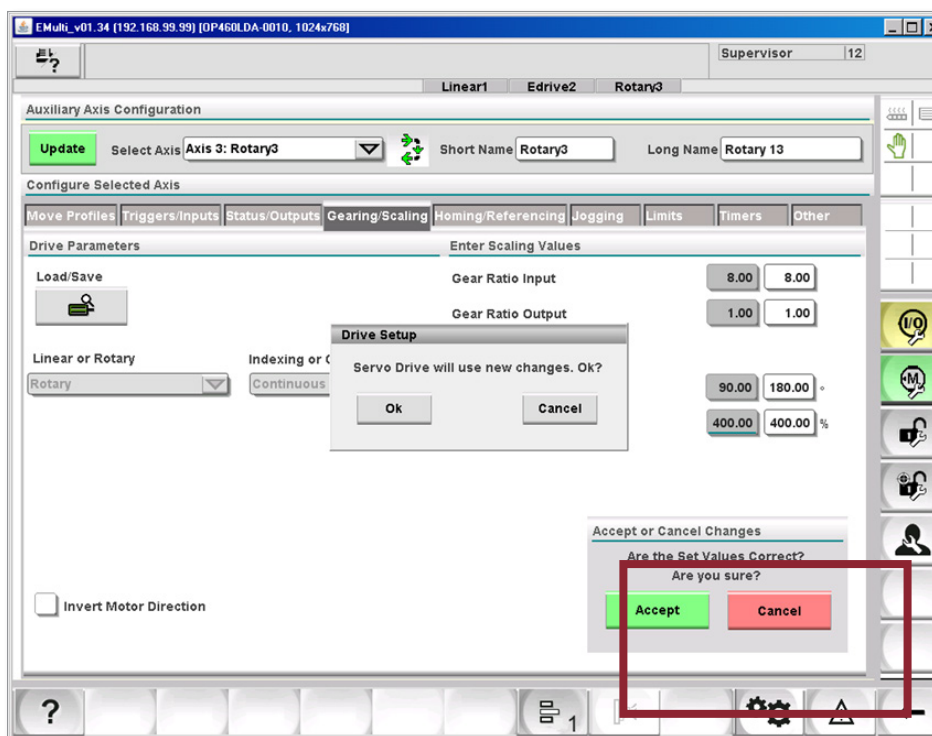 EMulti_v01.34 (192.168.99.99) [OP460LDA-0010, 1024x768]
?
Supervisor 12
Linear1 Edrive2 Rotary3
Auxiliary Axis Configuration
Update Select Axis Axis 3: Rotary3 Short Name Rotary3 Long Name Rotary 13
Configure Selected Axis
Move Profiles Triggers/Inputs Status/Outputs Gearing/Scaling Homing/Referencing Jogging Limits Timers Other
Drive Parameters Enter Scaling Values
Load/Save
Gear Ratio Input 8.00 8.00
Gear Ratio Output 1.00 1.00
I/O
Drive Setup
Linear or Rotary Indexing or
Servo Drive will use new changes. Ok?
Rotary Continuous 90.00 180.00 °
M
Ok Cancel
400.00 400.00 %
Accept or Cancel Changes
Are the Set Values Correct?
Are you sure?
Invert Motor Direction
Accept Cancel
? 1